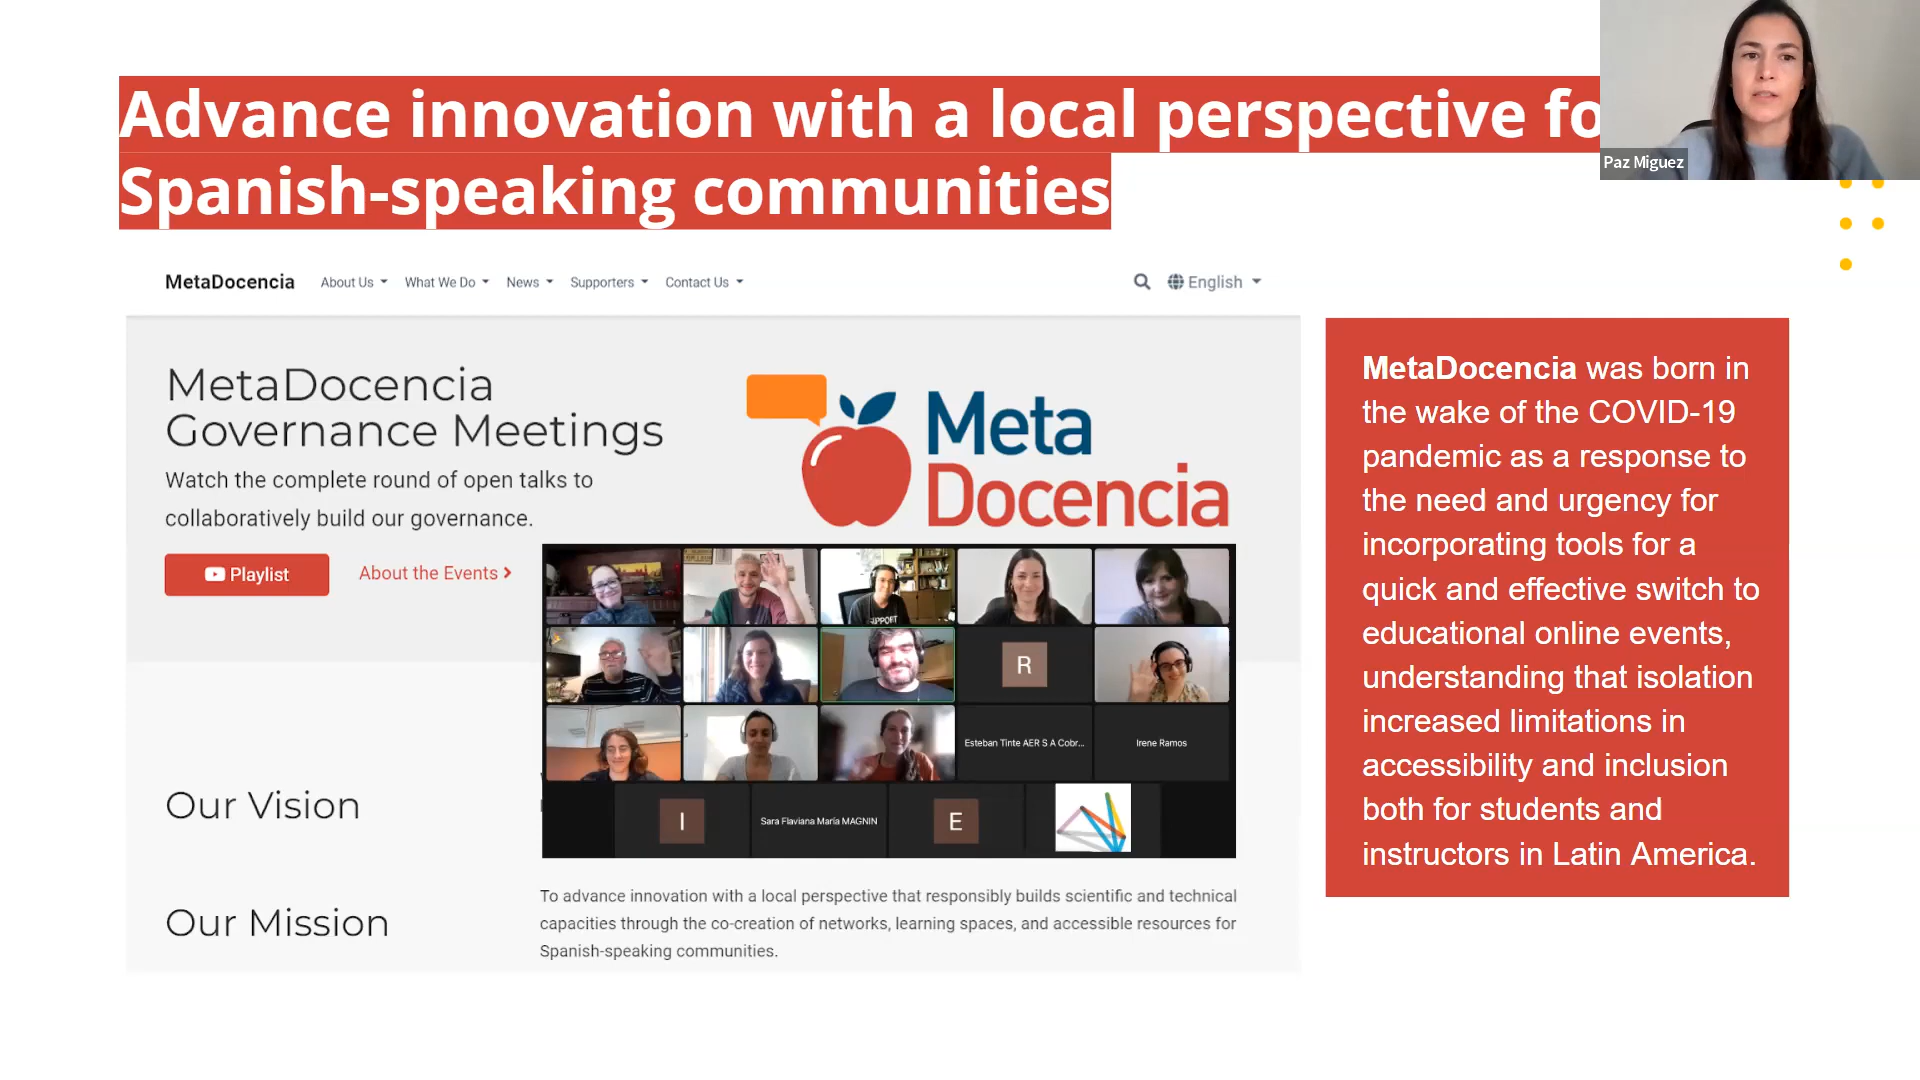 Advance innovation with a local perspective fo
Spanish-speaking communities
Paz Miguez
MetaDocencia About Us What We Do News Supporters Contact Us English
MetaDocencia
Governance Meetings
Watch the complete round of open talks to
collaboratively build our governance.
Playlist About the Events
Meta
Docencia
SUPPORT
R
Esteban Tinte AER S A Cobr...
Irene Ramos
I
Sara Flaviana Maria MAGNIN
E
Our Vision
Our Mission
To advance innovation with a local perspective that responsibly builds scientific and technical
capacities through the co-creation of networks, learning spaces, and accessible resources for
Spanish-speaking communities.
MetaDocencia was born in
the wake of the COVID-19
pandemic as a response to
the need and urgency for
incorporating tools for a
quick and effective switch to
educational online events,
understanding that isolation
increased limitations in
accessibility and inclusion
both for students and
instructors in Latin America.